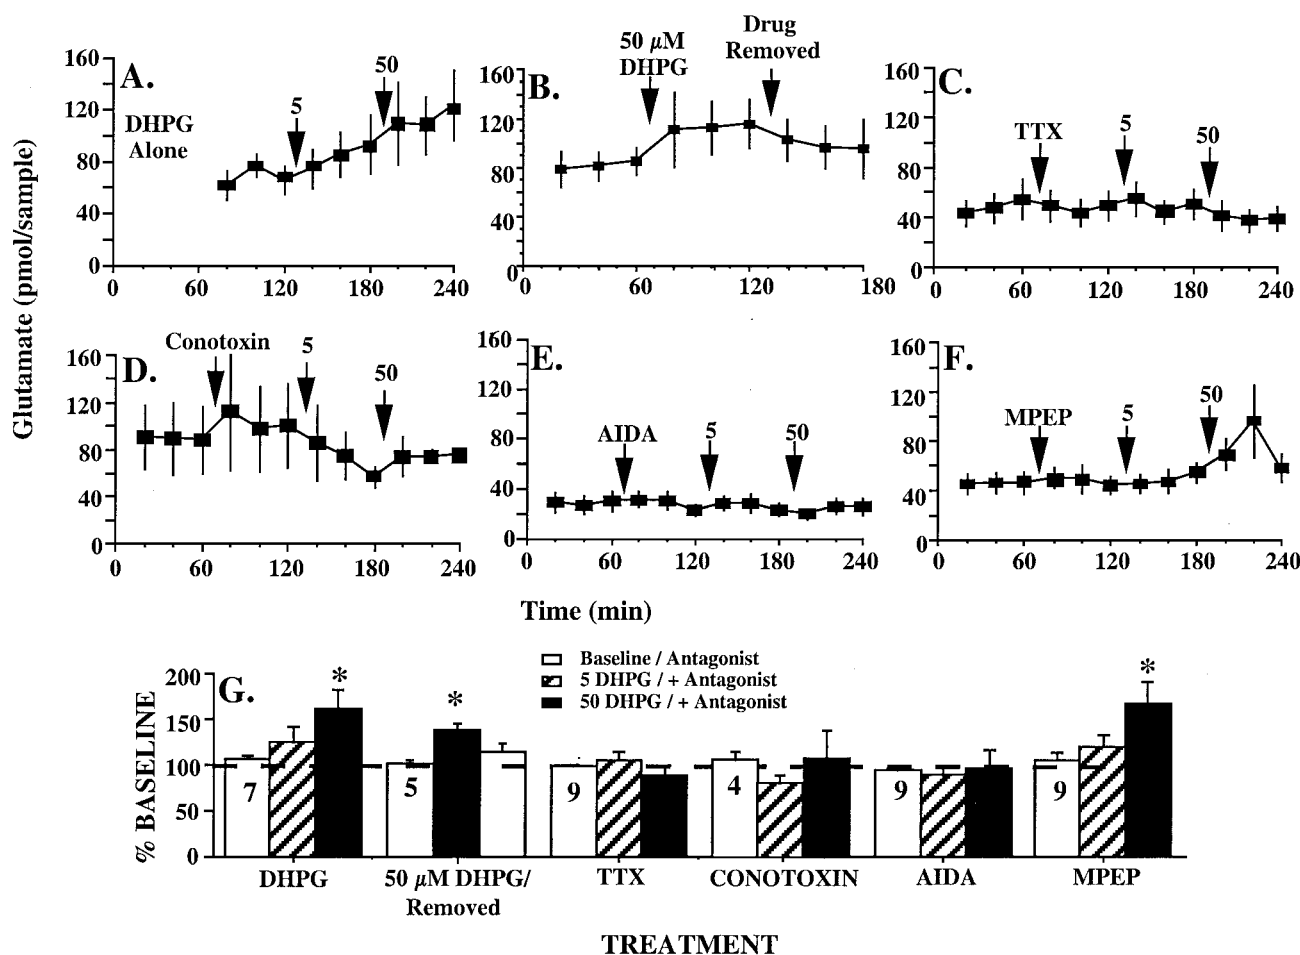 Glutamate (pmol/sample)
A.
DHPG
Alone
5
50
160
120
80
40
0
0 60 120 180 240
B.
50 µM
DHPG
Drug
Removed
160
120
80
40
0
0 60 120 180
C.
TTX
5
50
160
120
80
40
0
0 60 120 180 240
D.
Conotoxin
5
50
160
120
80
40
0
0 60 120 180 240
E.
AIDA
5
50
160
120
80
40
0
0 60 120 180 240
F.
MPEP
5
50
160
120
80
40
0
0 60 120 180 240
Time (min)
G.
Baseline / Antagonist
5 DHPG / + Antagonist
50 DHPG / + Antagonist
% BASELINE
200
150
100
50
0
* * *
7 5 9 4 9 9
DHPG
50 µM DHPG/
Removed
TTX
CONOTOXIN
AIDA
MPEP
TREATMENT